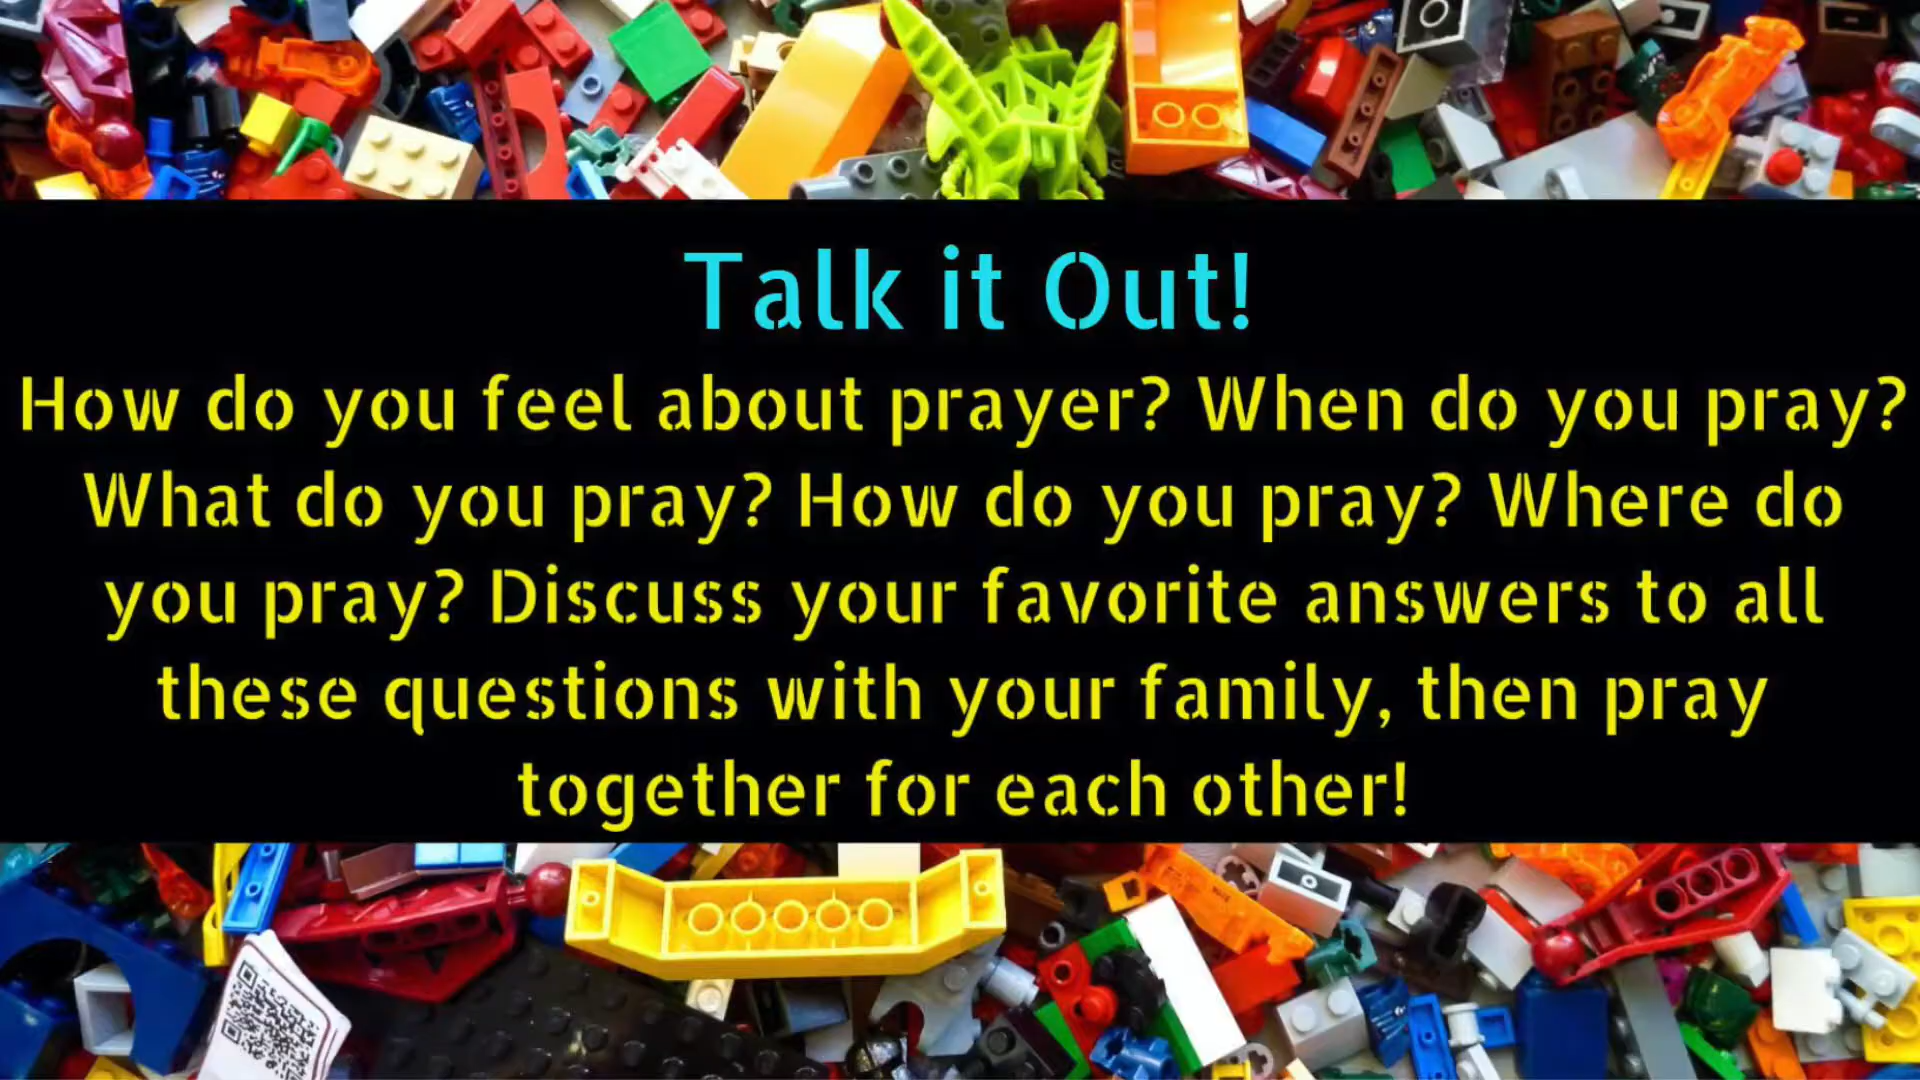 Talk it Out!
How do you feel about prayer? When do you pray?
What do you pray? How do you pray? Where do
you pray? Discuss your favorite answers to all
these questions with your family, then pray
together for each other!